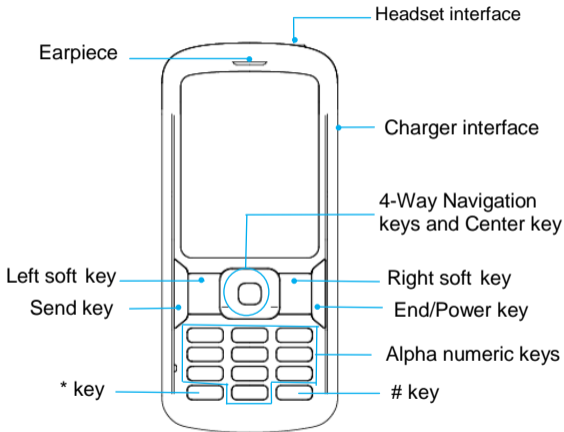 Headset interface
Earpiece
Charger interface
4-Way Navigation
keys and Center key
Left soft key
Right soft key
Send key
End/Power key
Alpha numeric keys
* key
# key